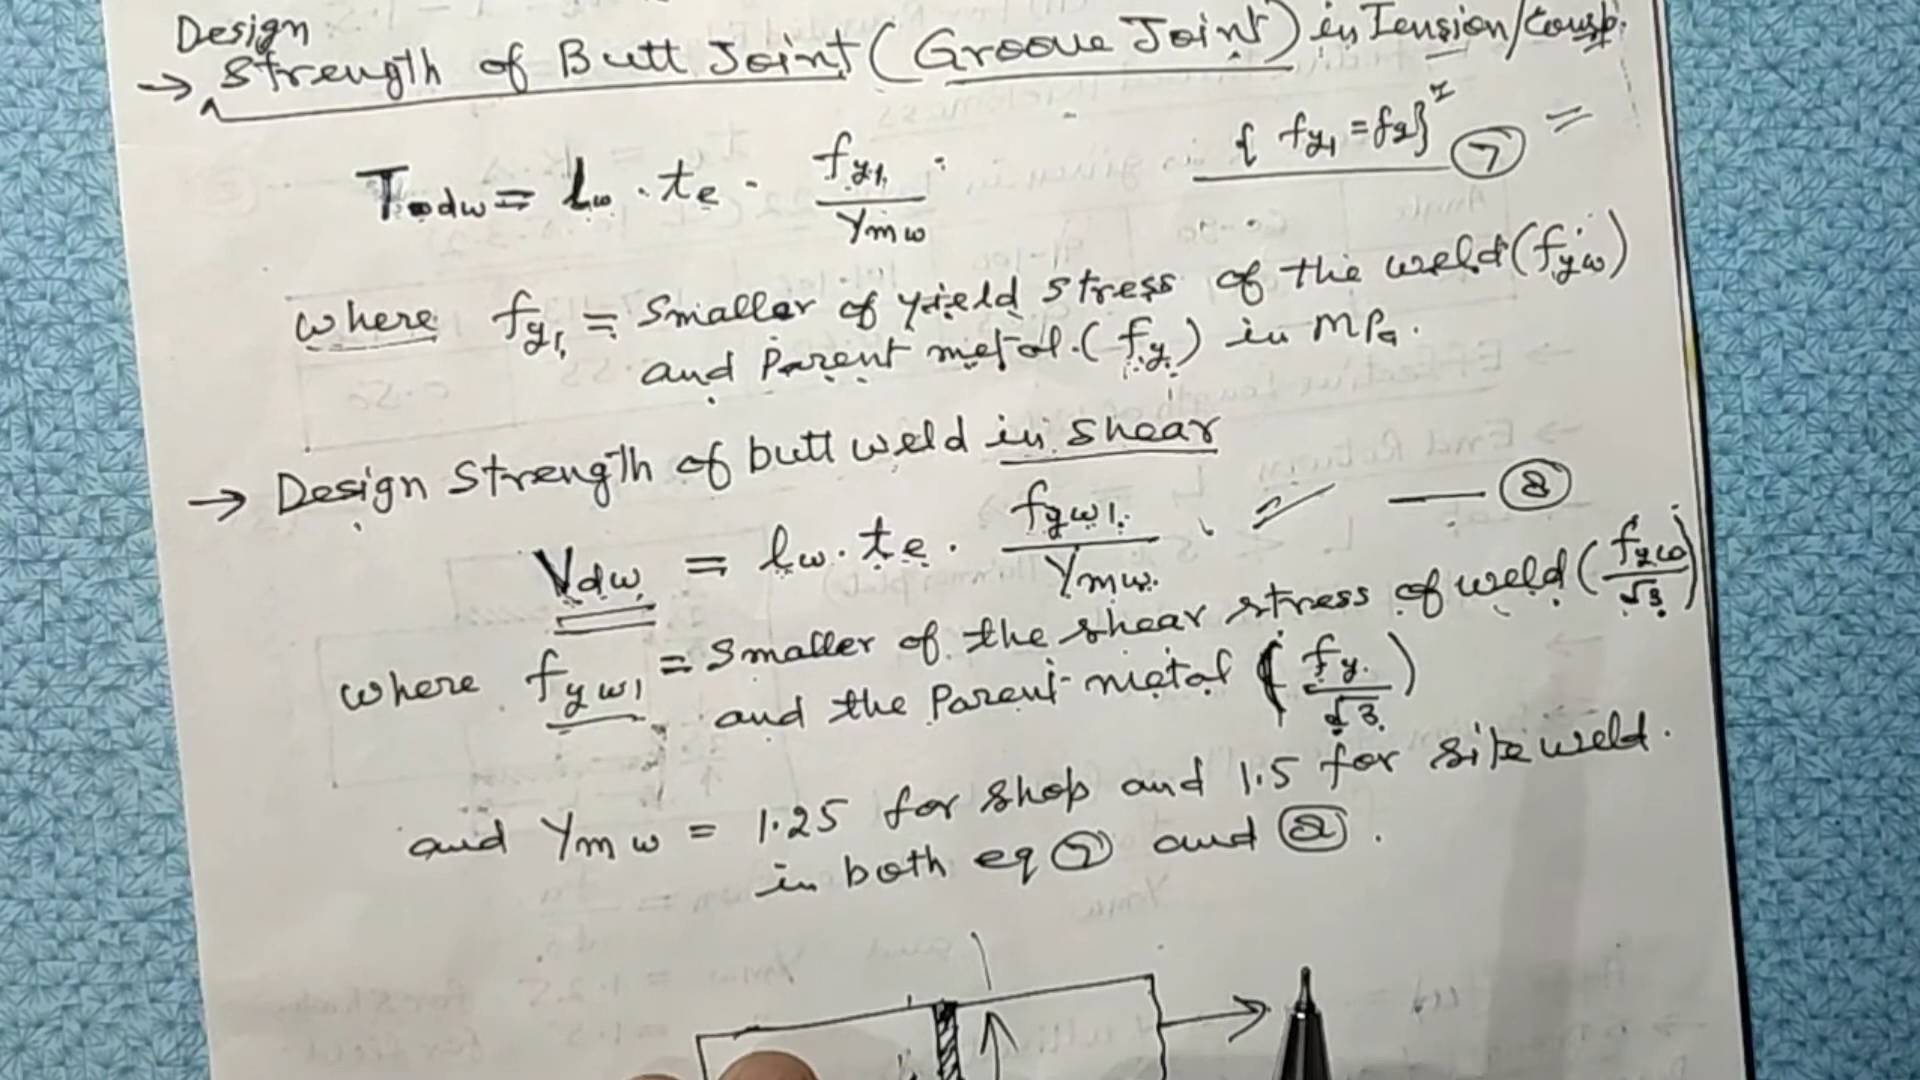 Design
→ Strength of Butt Joint (Groove Joint) in Tension/Comp.
{ fy1 = fy } ⑦
Tdw = lw · te · fy1 / γmw
where fy1 = Smaller of yield stress of the weld (fyw)
and Parent metal (fy) in MPa.
→ Design Strength of butt weld in shear
Vdw = lw · te · fyw1 / γmw — ⑧
where fyw1 = Smaller of the shear stress of weld (fyw / √3)
and the Parent metal (fy / √3)
and γmw = 1.25 for shop and 1.5 for site weld.
in both eq ⑦ and ⑧.